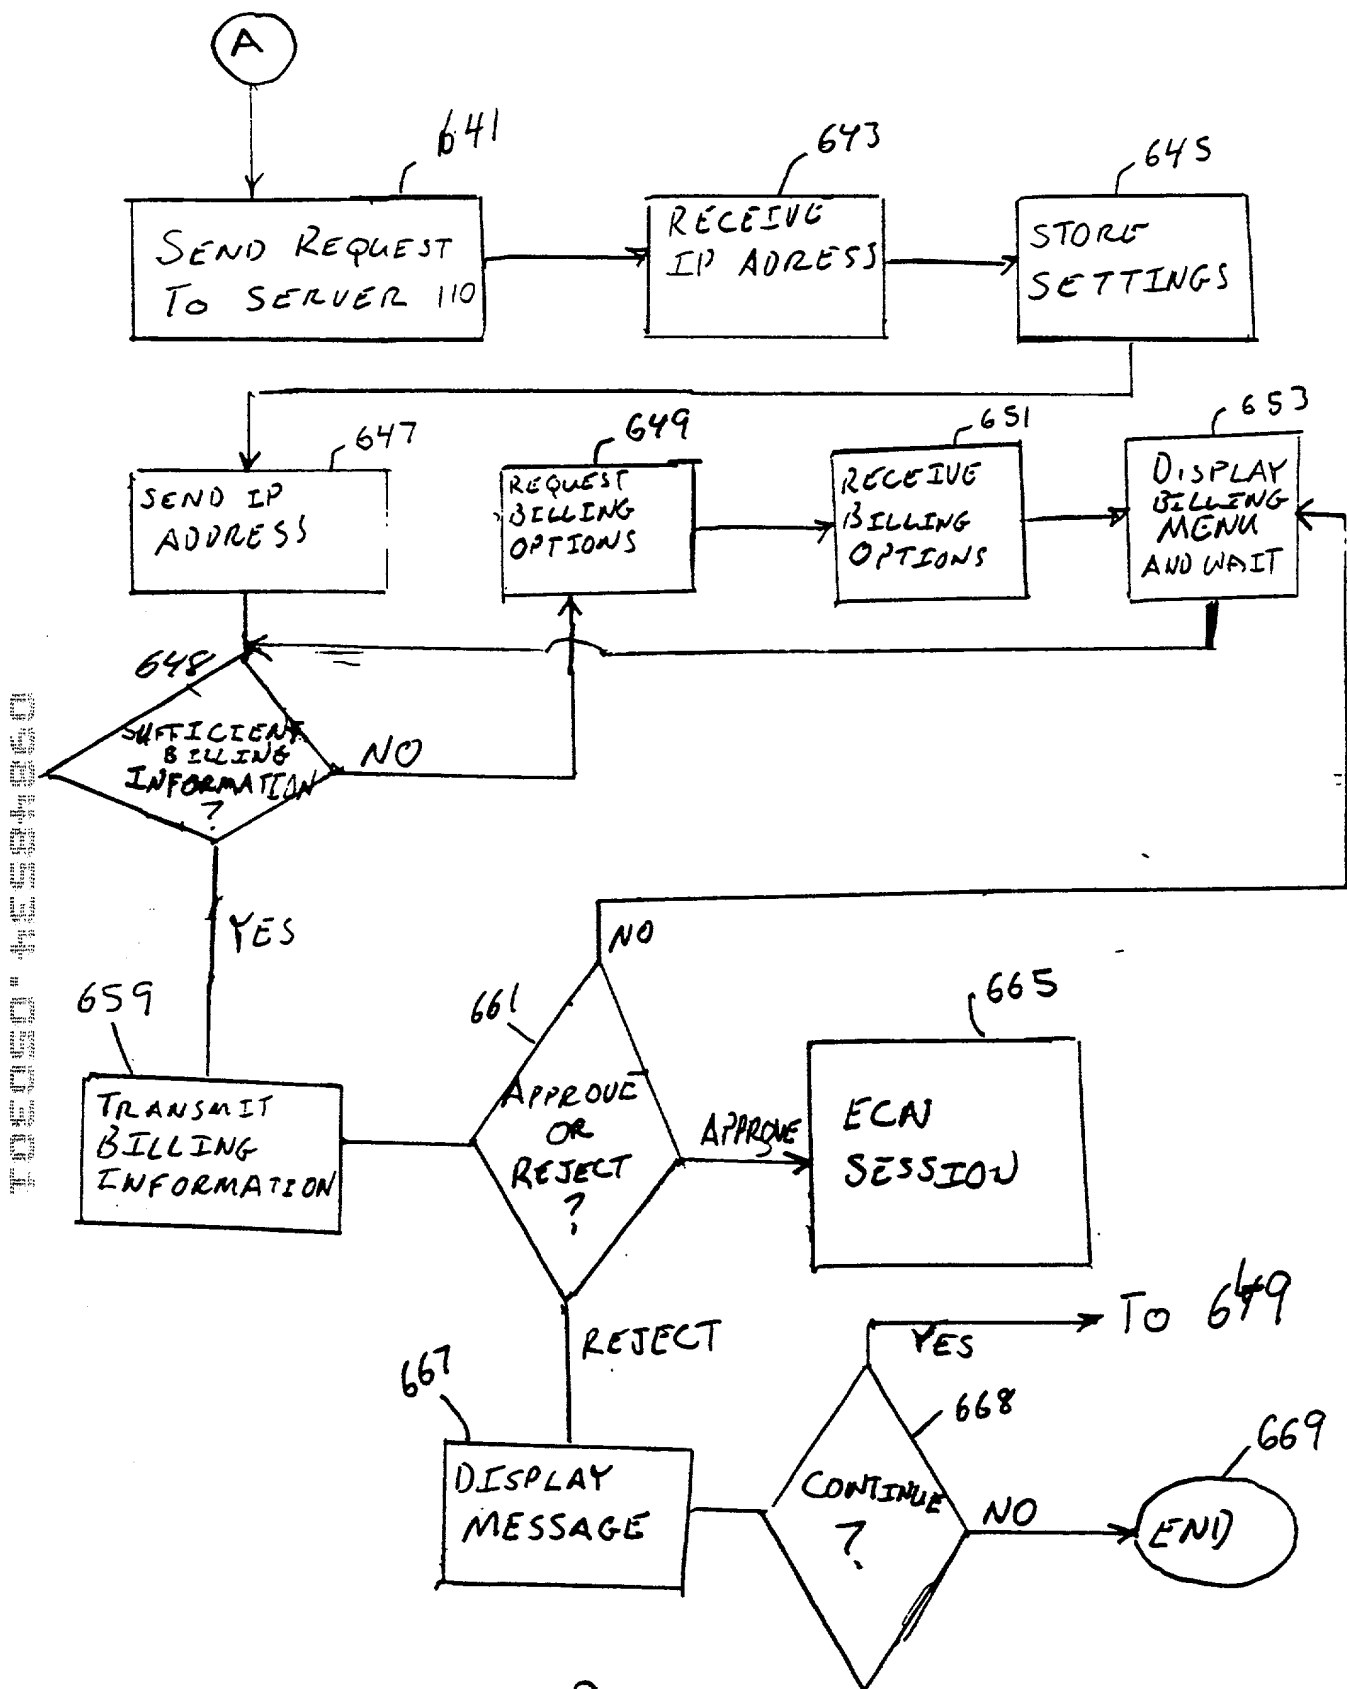 A
641
SEND REQUEST
TO SERVER 110
643
RECEIVE
IP ADRESS
645
STORE
SETTINGS
647
SEND IP
ADDRESS
649
REQUEST
BILLING
OPTIONS
651
RECEIVE
BILLING
OPTIONS
653
DISPLAY
BILLING
MENU
AND WAIT
648
SUFFICIENT
BILLING
INFORMATION
?
NO
YES
659
TRANSMIT
BILLING
INFORMATION
NO
661
APPROVE
OR
REJECT
?
APPROVE
665
ECN
SESSION
REJECT
667
DISPLAY
MESSAGE
YES
TO 649
668
CONTINUE
?
NO
669
END